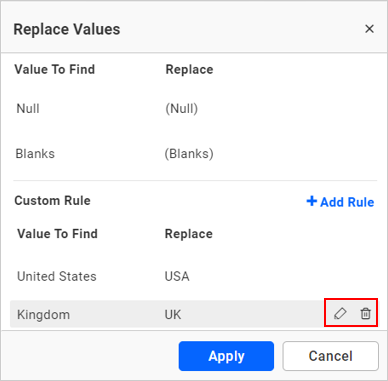 Replace Values
Value To Find Replace
Null (Null)
Blanks (Blanks)
Custom Rule + Add Rule
Value To Find Replace
United States USA
Kingdom UK
Apply Cancel